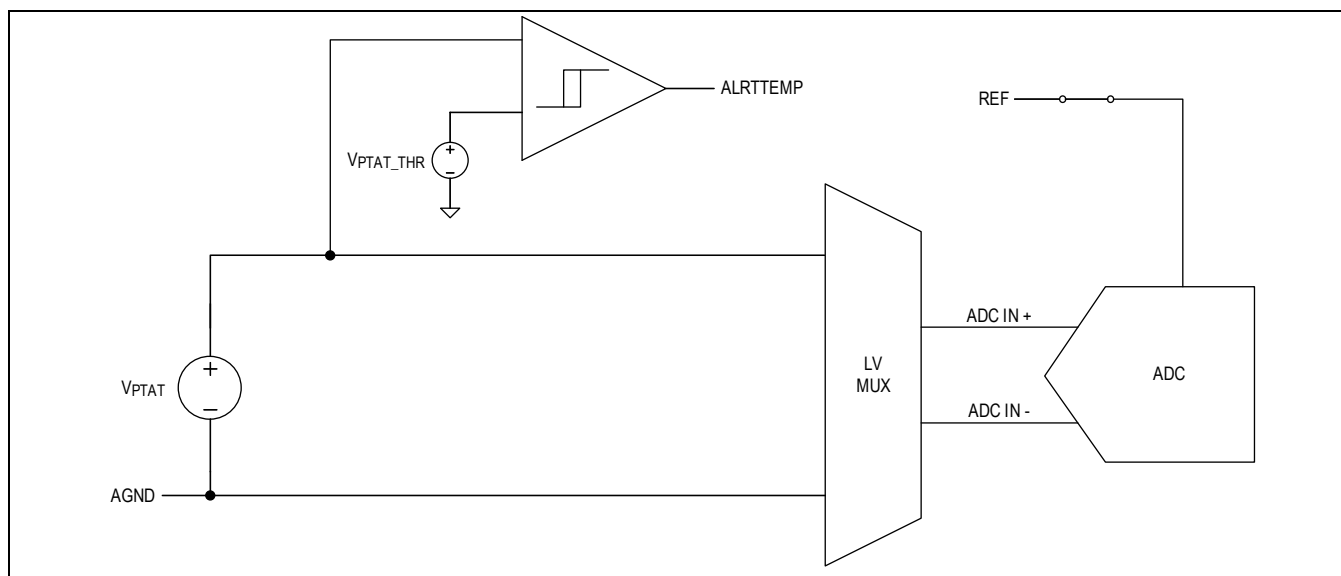 ALRTTEMP
REF
VPTAT_THR
+
-
ADC IN +
LV
MUX
ADC
VPTAT
+
-
ADC IN -
AGND